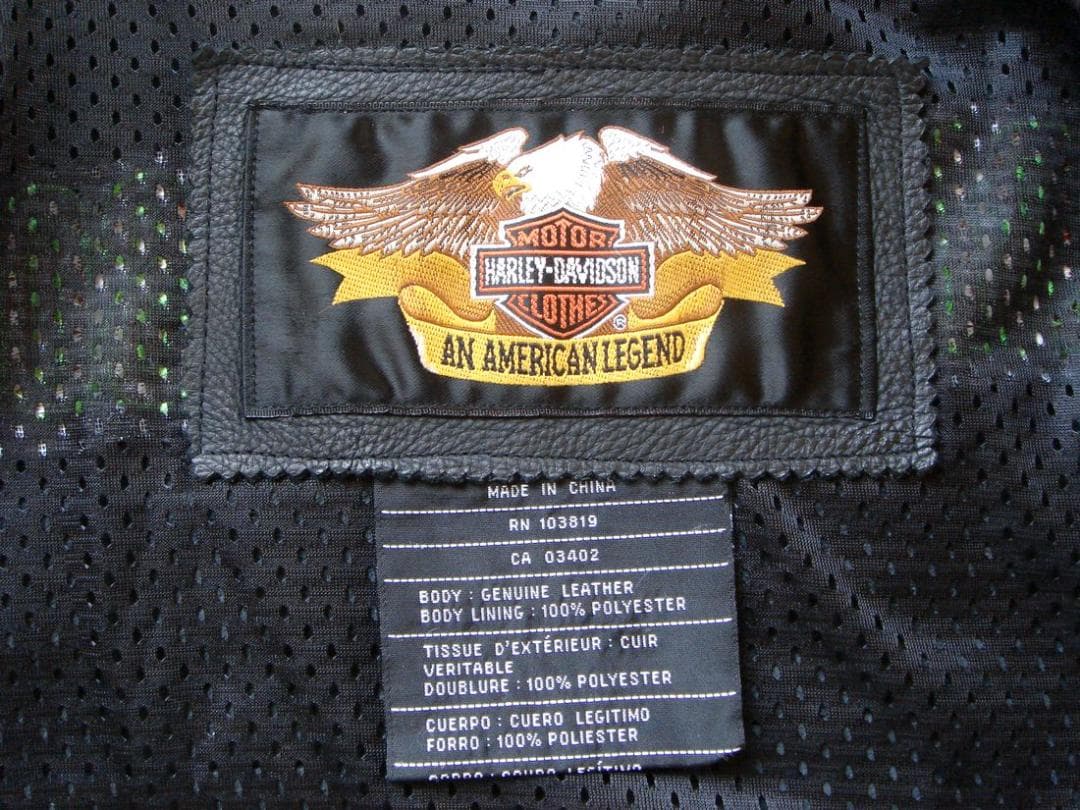 MOTOR
HARLEY-DAVIDSON
CLOTHES
®
AN AMERICAN LEGEND
MADE IN CHINA
RN 103819
CA 03402
BODY : GENUINE LEATHER
BODY LINING : 100% POLYESTER
TISSUE D'EXTÉRIEUR : CUIR
VERITABLE
DOUBLURE : 100% POLYESTER
CUERPO : CUERO LEGITIMO
FORRO : 100% POLIESTER